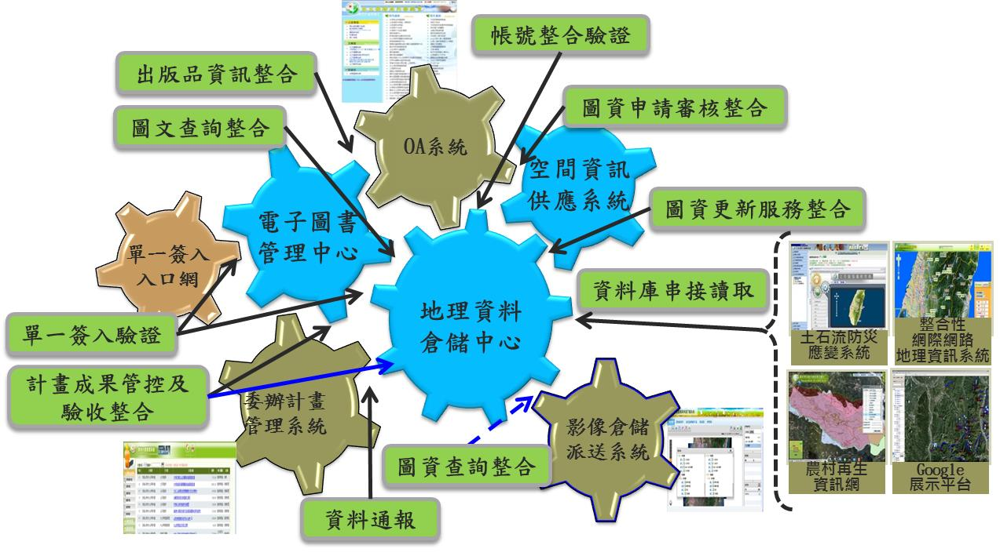 帳號整合驗證
出版品資訊整合
圖資申請審核整合
圖文查詢整合
OA系統
空間資訊
供應系統
圖資更新服務整合
電子圖書
管理中心
單一簽入
入口網
資料庫串接讀取
地理資料
倉儲中心
單一簽入驗證
土石流防災
應變系統
整合性
網際網路
地理資訊系統
計畫成果管控及
驗收整合
委辦計畫
管理系統
影像倉儲
派送系統
圖資查詢整合
農村再生
資訊網
Google
展示平台
資料通報